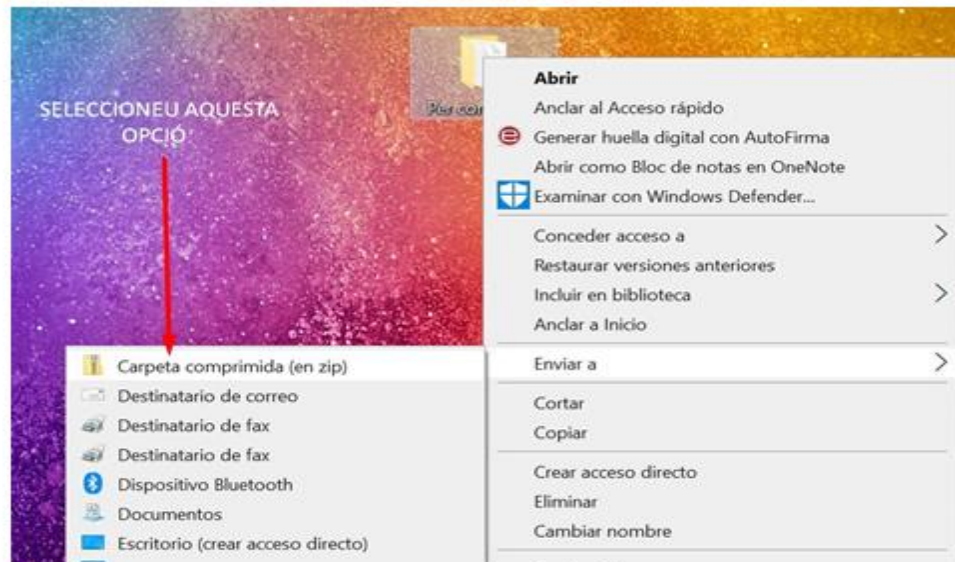 SELECCIONEU AQUESTA
OPCIÓ
Per com
Abrir
Anclar al Acceso rápido
Generar huella digital con AutoFirma
Abrir como Bloc de notas en OneNote
Examinar con Windows Defender...
Conceder acceso a
Restaurar versiones anteriores
Incluir en biblioteca
Anclar a Inicio
Enviar a
Cortar
Copiar
Crear acceso directo
Eliminar
Cambiar nombre
Carpeta comprimida (en zip)
Destinatario de correo
Destinatario de fax
Destinatario de fax
Dispositivo Bluetooth
Documentos
Escritorio (crear acceso directo)